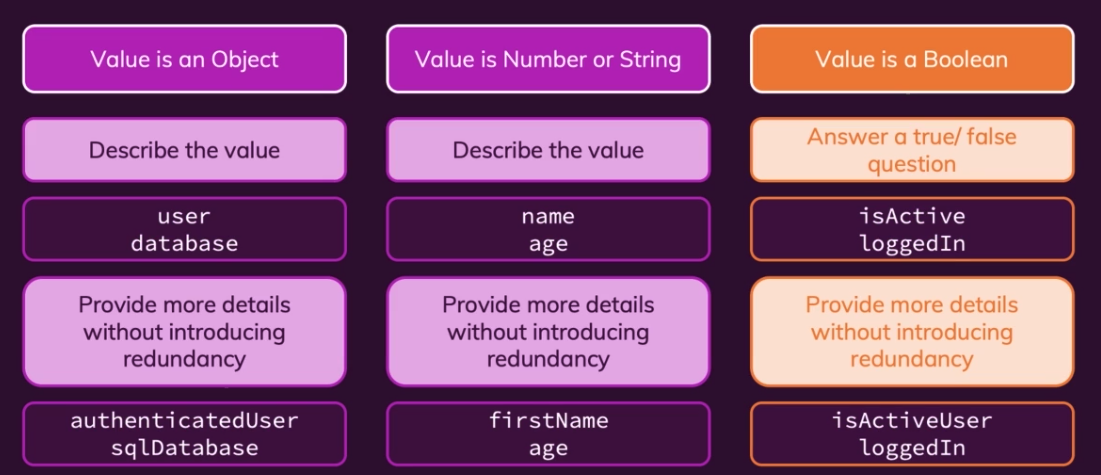 Value is an Object
Value is Number or String
Value is a Boolean
Describe the value
Describe the value
Answer a true/ false
question
user
database
name
age
isActive
loggedIn
Provide more details
without introducing
redundancy
Provide more details
without introducing
redundancy
Provide more details
without introducing
redundancy
authenticatedUser
sqlDatabase
firstName
age
isActiveUser
loggedIn